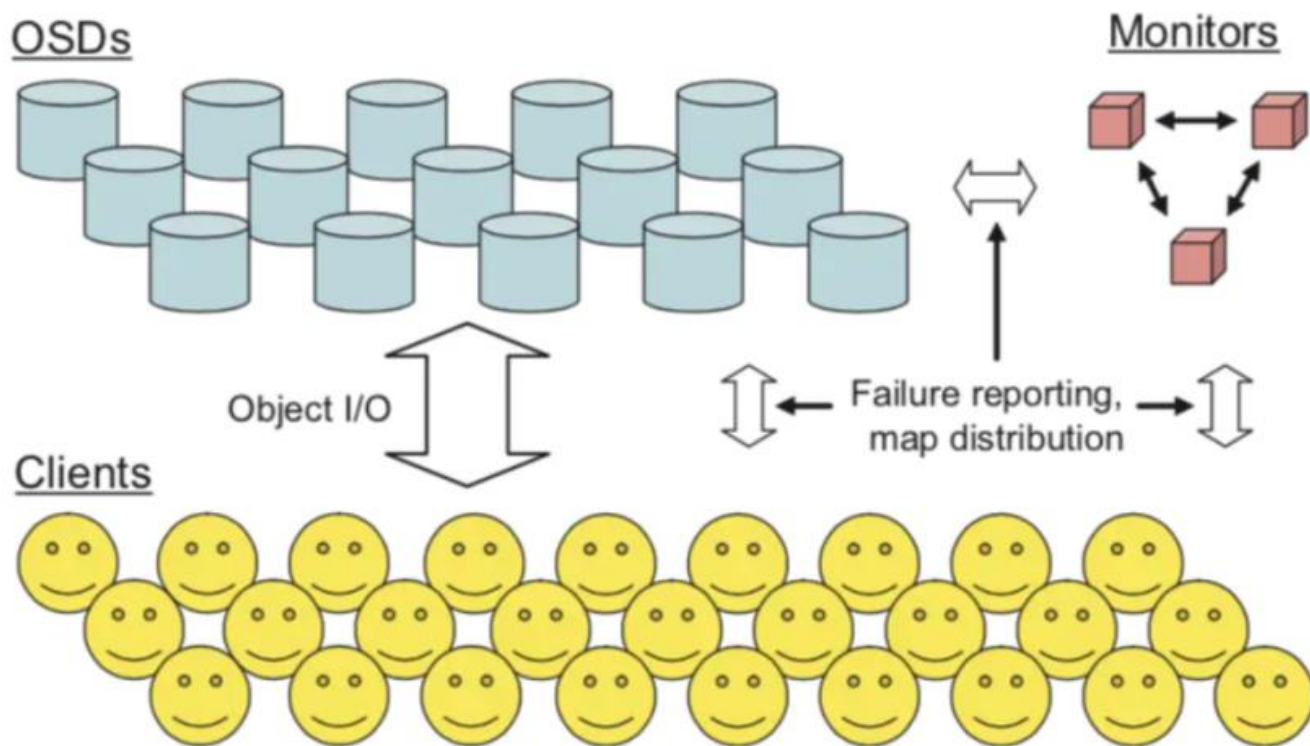 OSDs
Monitors
Object I/O
Failure reporting,
map distribution
Clients